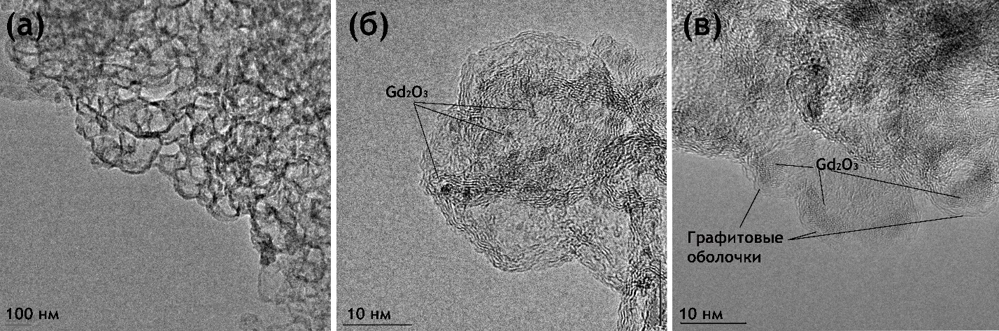 (а)
(б)
(в)
Gd₂O₃
Gd₂O₃
Графитовые
оболочки
100 нм
10 нм
10 нм